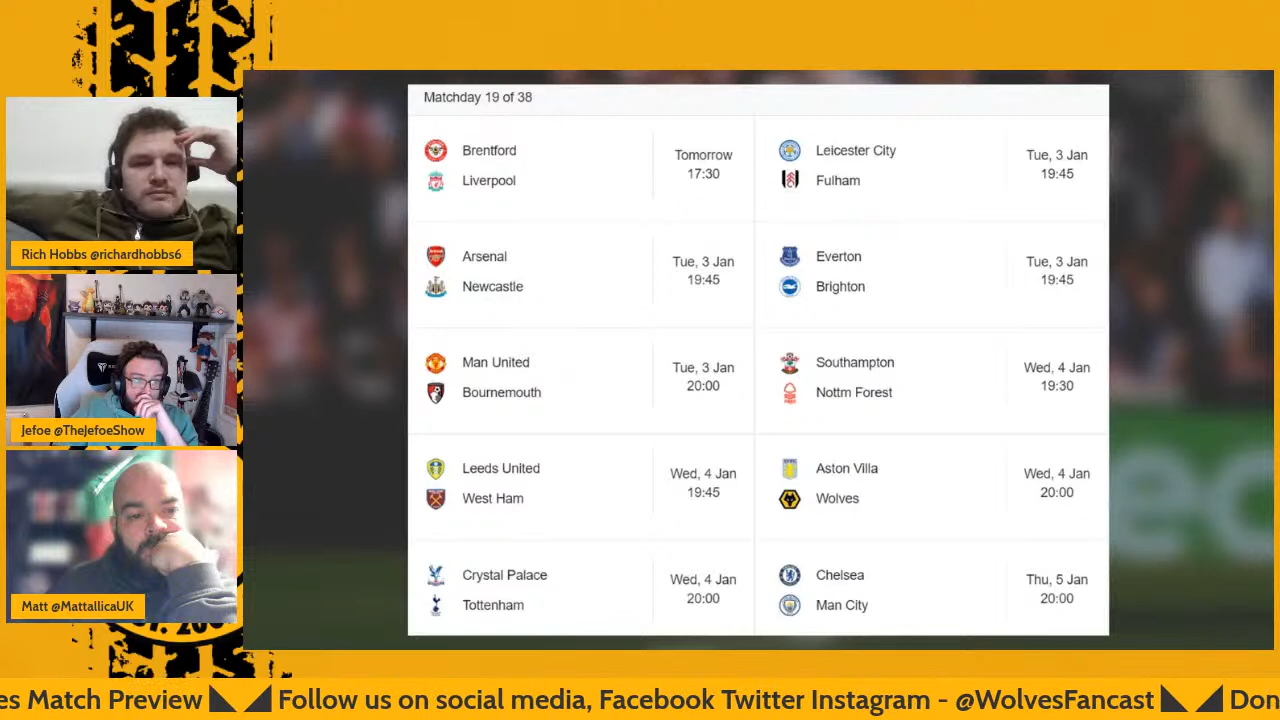 Matchday 19 of 38
Brentford
Liverpool
Tomorrow
17:30
Leicester City
Fulham
Tue, 3 Jan
19:45
Arsenal
Newcastle
Tue, 3 Jan
19:45
Everton
Brighton
Tue, 3 Jan
19:45
Man United
Bournemouth
Tue, 3 Jan
20:00
Southampton
Nottm Forest
Wed, 4 Jan
19:30
Leeds United
West Ham
Wed, 4 Jan
19:45
Aston Villa
Wolves
Wed, 4 Jan
20:00
Crystal Palace
Tottenham
Wed, 4 Jan
20:00
Chelsea
Man City
Thu, 5 Jan
20:00
Rich Hobbs @richardhobbs6
Jefoe @TheJefoeShow
Matt @MattallicaUK
es Match Preview Follow us on social media, Facebook Twitter Instagram - @WolvesFancast Don